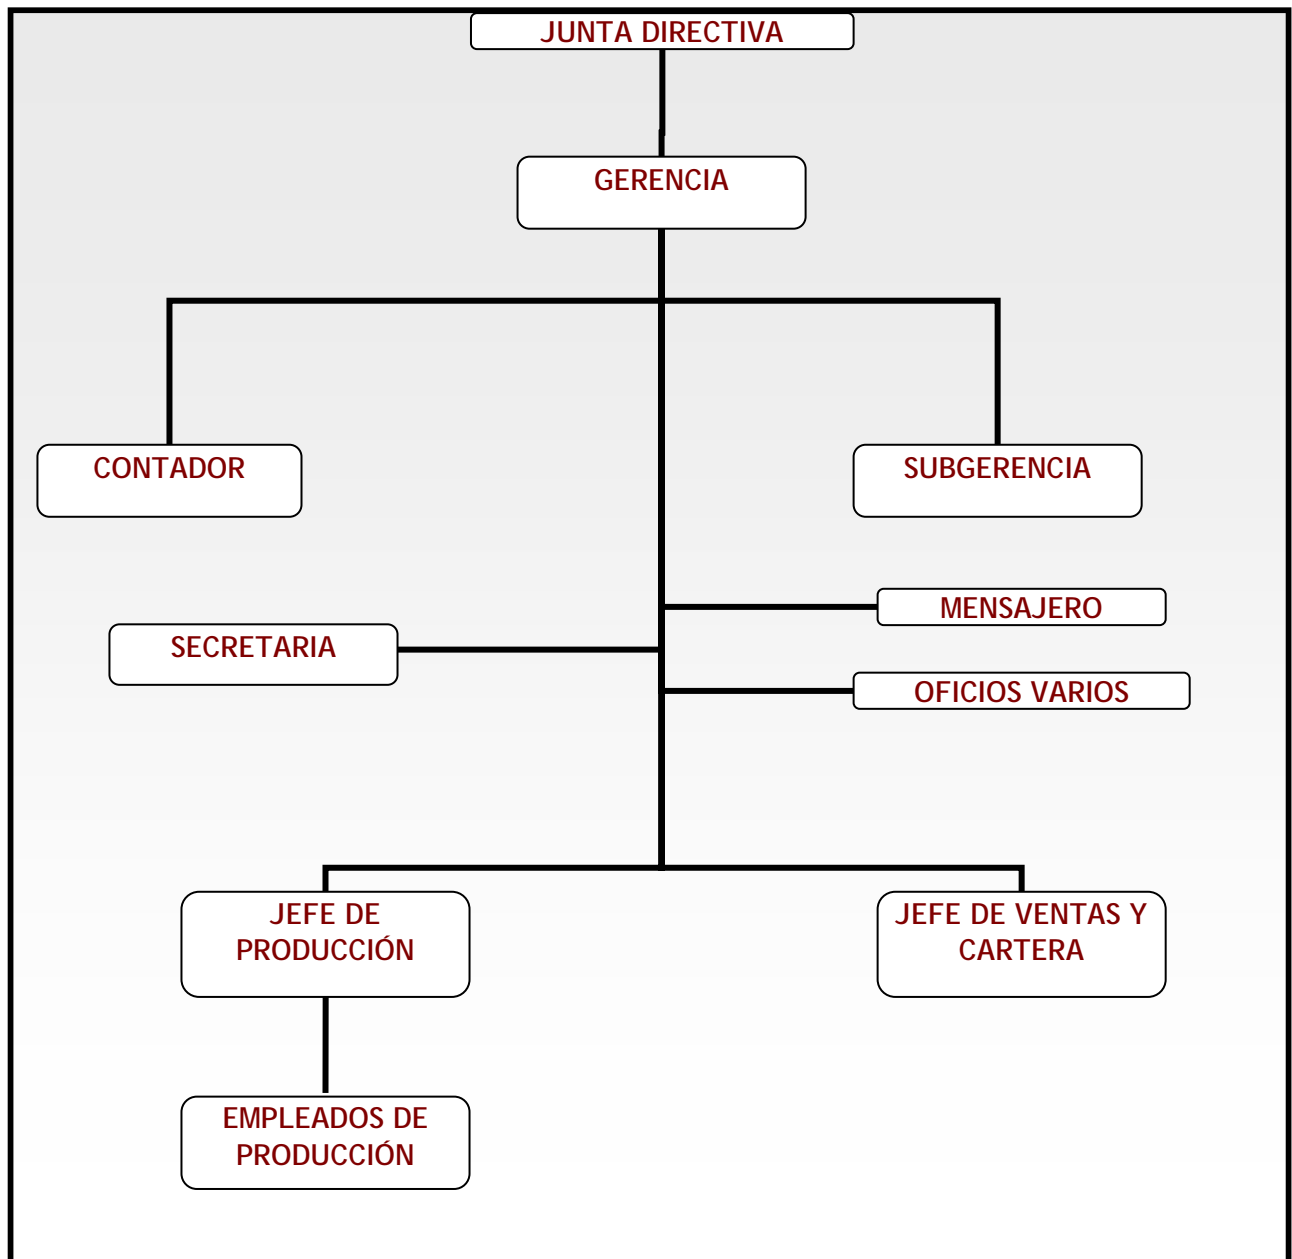 JUNTA DIRECTIVA
GERENCIA
CONTADOR
SUBGERENCIA
MENSAJERO
SECRETARIA
OFICIOS VARIOS
JEFE DE
PRODUCCIÓN
JEFE DE VENTAS Y
CARTERA
EMPLEADOS DE
PRODUCCIÓN